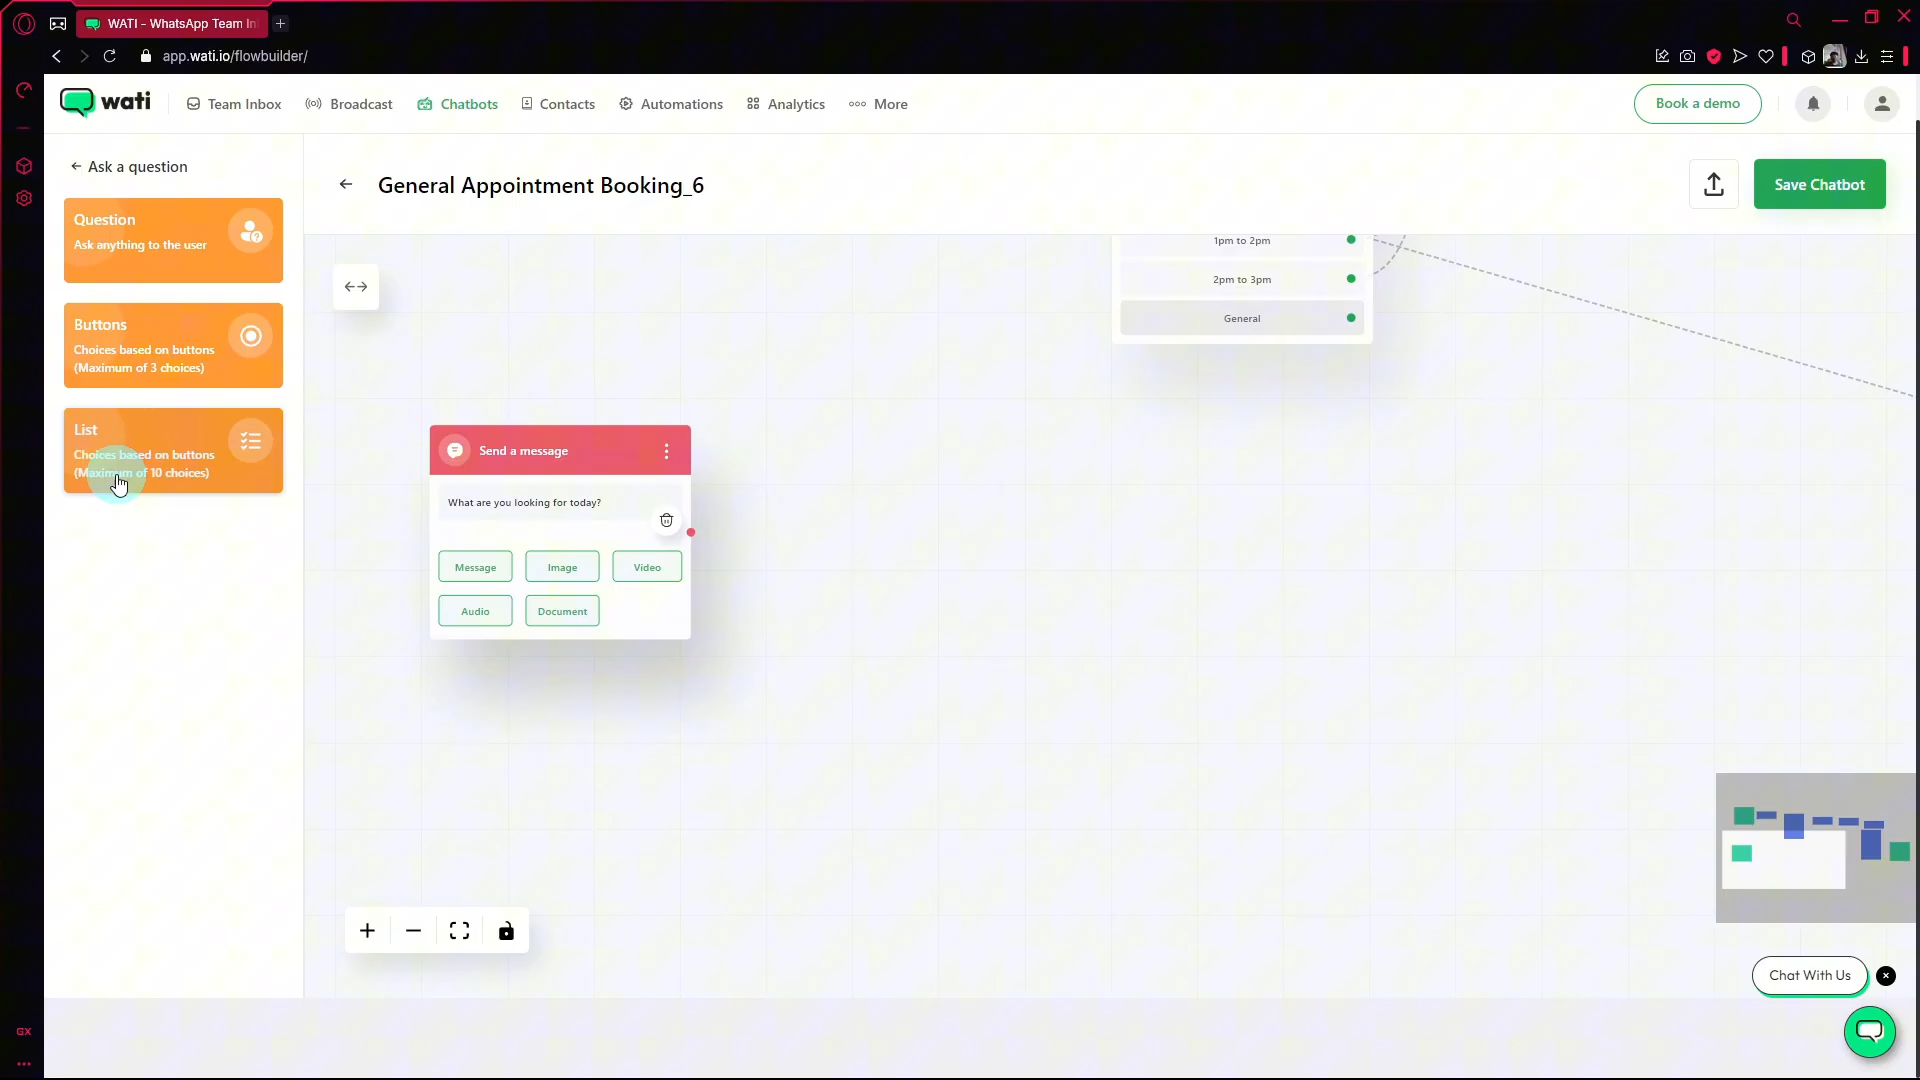 WATI - WhatsApp Team In
app.wati.io/flowbuilder/
wati
Team Inbox
Broadcast
Chatbots
Contacts
Automations
Analytics
More
Book a demo
Ask a question
Question
Ask anything to the user
Buttons
Choices based on buttons
(Maximum of 3 choices)
List
Choices based on buttons
(Maximum of 10 choices)
General Appointment Booking_6
Save Chatbot
1pm to 2pm
2pm to 3pm
General
Send a message
What are you looking for today?
Message
Image
Video
Audio
Document
Chat With Us
GX